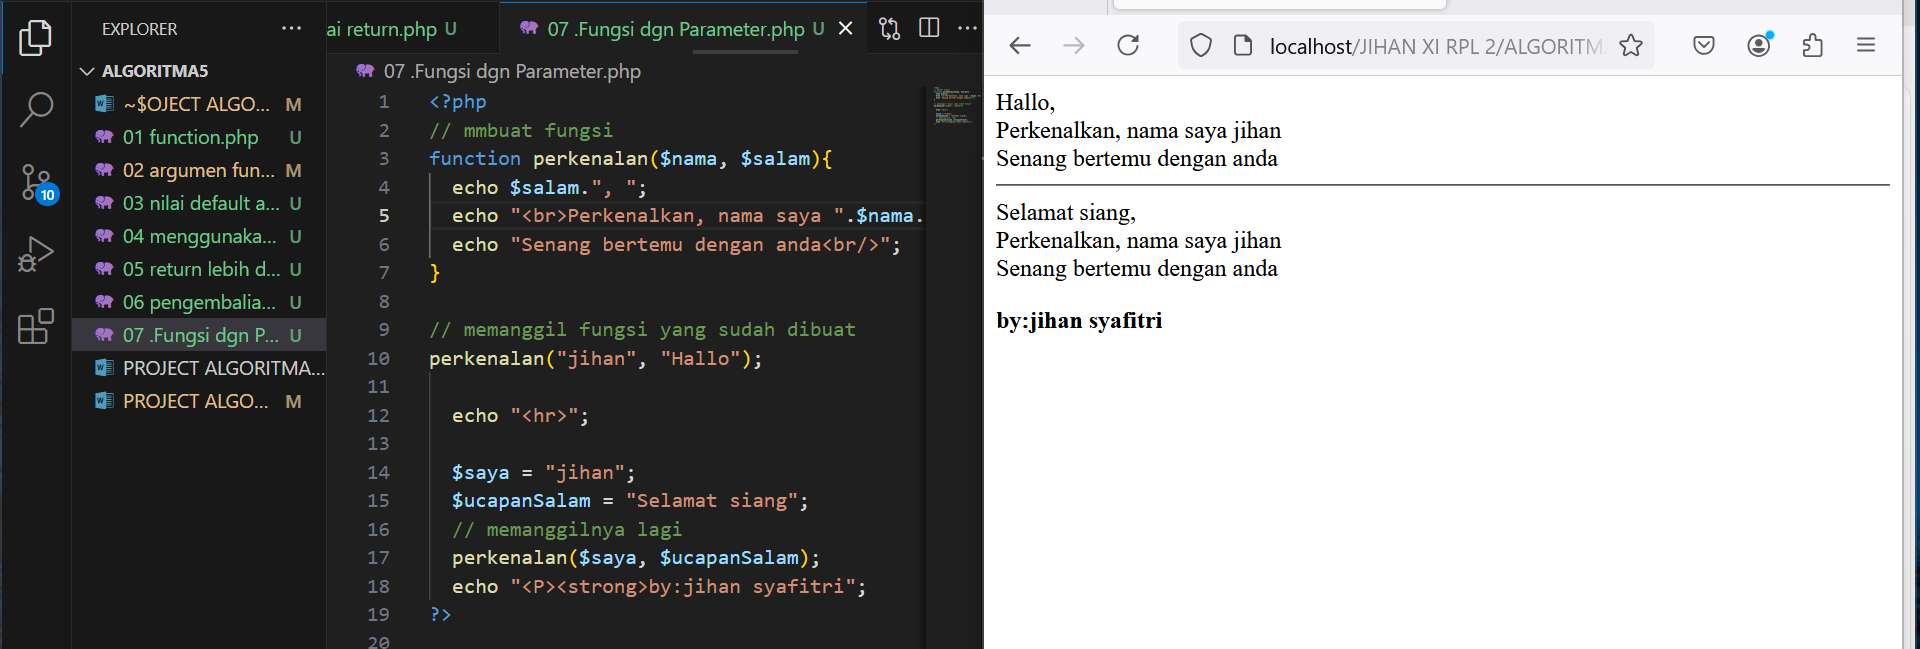 EXPLORER ...
ALGORITMA5
~$OJECT ALGO... M
01 function.php U
02 argumen fun... M
03 nilai default a... U
04 menggunaka... U
05 return lebih d... U
06 pengembalia... U
07 .Fungsi dgn P... U
PROJECT ALGORITMA...
PROJECT ALGO... M
10
ai return.php U
07 .Fungsi dgn Parameter.php U
07 .Fungsi dgn Parameter.php
1 <?php
2 // mmbuat fungsi
3 function perkenalan($nama, $salam){
4 echo $salam.", ";
5 echo "<br>Perkenalkan, nama saya ".$nama.
6 echo "Senang bertemu dengan anda<br/>";
7 }
8
9 // memanggil fungsi yang sudah dibuat
10 perkenalan("jihan", "Hallo");
11
12 echo "<hr>";
13
14 $saya = "jihan";
15 $ucapanSalam = "Selamat siang";
16 // memanggilnya lagi
17 perkenalan($saya, $ucapanSalam);
18 echo "<P><strong>by:jihan syafitri";
19 ?>
20
localhost/JIHAN XI RPL 2/ALGORITM
Hallo,
Perkenalkan, nama saya jihan
Senang bertemu dengan anda
Selamat siang,
Perkenalkan, nama saya jihan
Senang bertemu dengan anda
by:jihan syafitri